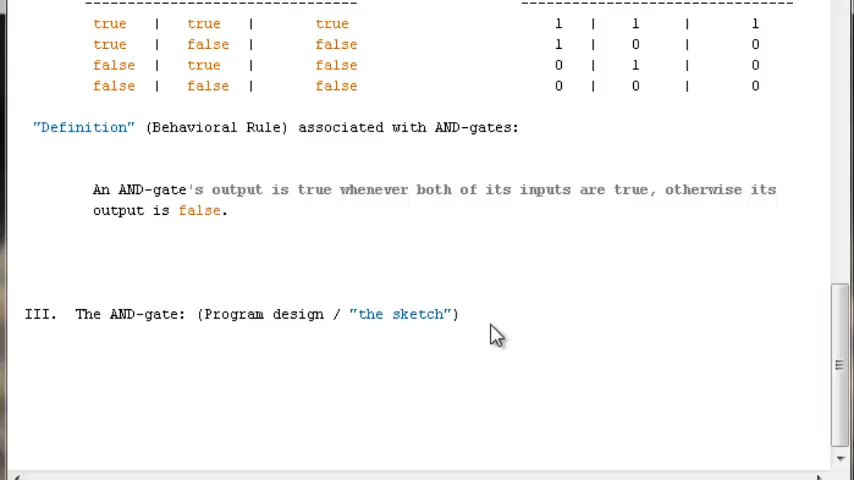 ---------------------------------- ----------------------------------
true | true | true 1 | 1 | 1
true | false | false 1 | 0 | 0
false | true | false 0 | 1 | 0
false | false | false 0 | 0 | 0
"Definition" (Behavioral Rule) associated with AND-gates:
An AND-gate's output is true whenever both of its inputs are true, otherwise its
output is false.
III. The AND-gate: (Program design / "the sketch")